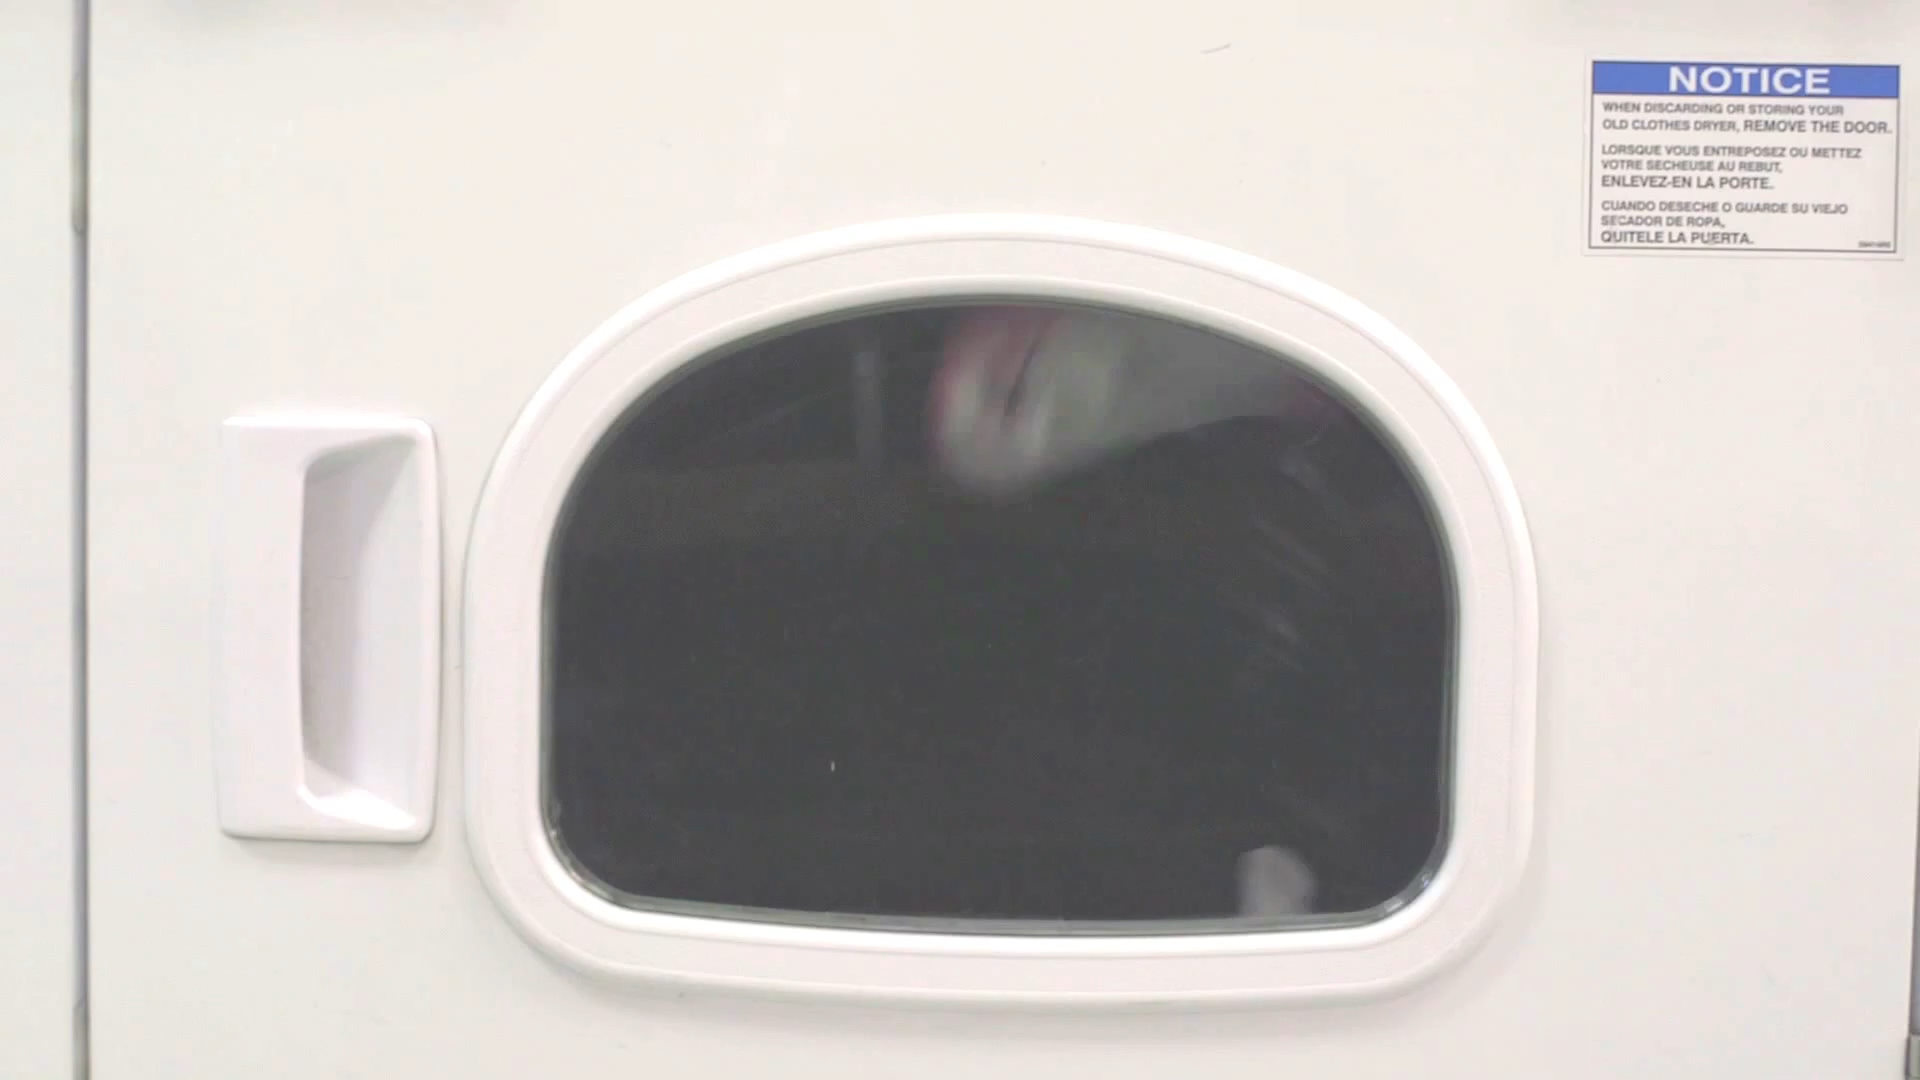 NOTICE
WHEN DISCARDING OR STORING YOUR
OLD CLOTHES DRYER, REMOVE THE DOOR.
LORSQUE VOUS ENTREPOSEZ OU METTEZ
VOTRE SECHEUSE AU REBUT,
ENLEVEZ-EN LA PORTE.
CUANDO DESECHE O GUARDE SU VIEJO
SECADOR DE ROPA,
QUITELE LA PUERTA.